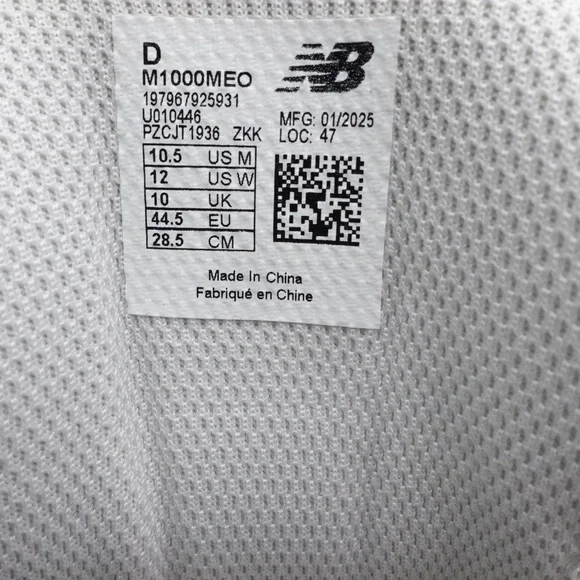 D
M1000MEO
NB
197967925931
U010446
MFG: 01/2025
PZCJT1936 ZKK
LOC: 47
10.5 US M
12 US W
10 UK
44.5 EU
28.5 CM
Made In China
Fabriqué en Chine